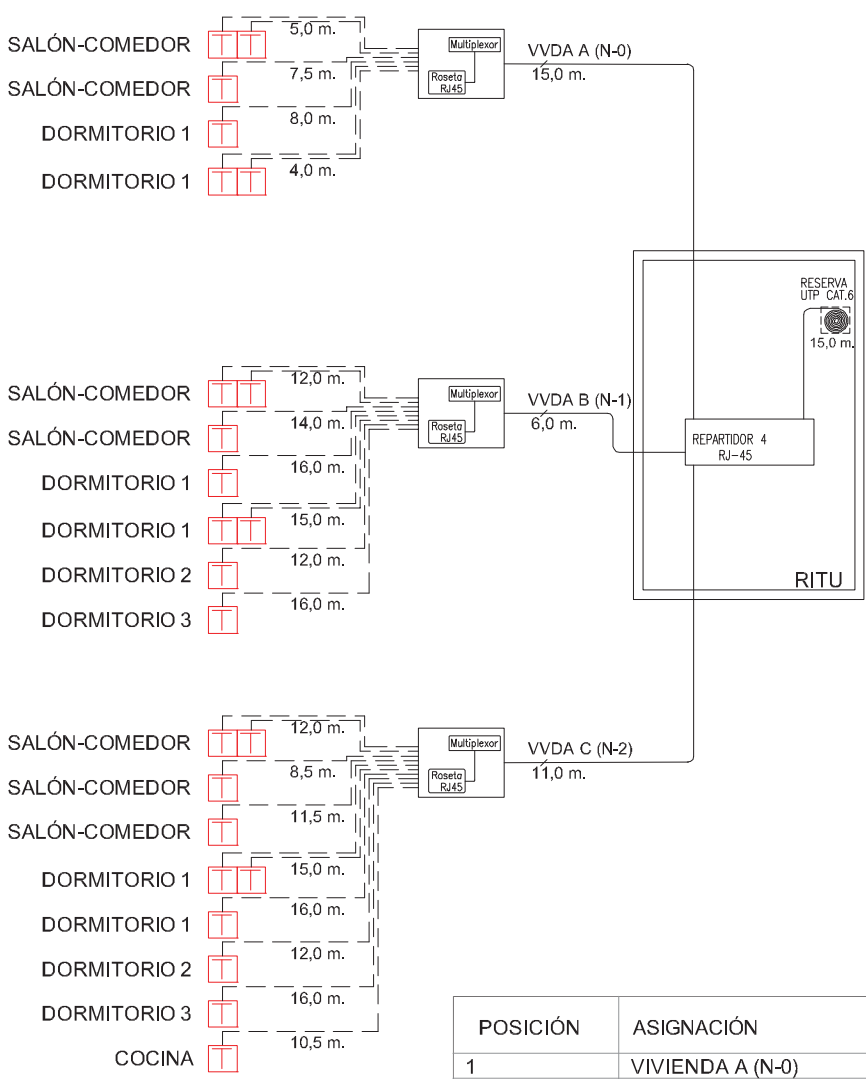 SALÓN-COMEDOR T T 5,0 m.
SALÓN-COMEDOR T 7,5 m.
DORMITORIO 1 T 8,0 m.
DORMITORIO 1 T T 4,0 m.
Multiplexor
Roseta
RJ45
VVDA A (N-0)
15,0 m.
RESERVA
UTP CAT.6
15,0 m.
SALÓN-COMEDOR T T 12,0 m.
SALÓN-COMEDOR T 14,0 m.
DORMITORIO 1 T 16,0 m.
DORMITORIO 1 T T 15,0 m.
DORMITORIO 2 T 12,0 m.
DORMITORIO 3 T 16,0 m.
Multiplexor
Roseta
RJ45
VVDA B (N-1)
6,0 m.
REPARTIDOR 4
RJ-45
RITU
SALÓN-COMEDOR T T 12,0 m.
SALÓN-COMEDOR T 8,5 m.
SALÓN-COMEDOR T 11,5 m.
DORMITORIO 1 T T 15,0 m.
DORMITORIO 1 T 16,0 m.
DORMITORIO 2 T 12,0 m.
DORMITORIO 3 T 16,0 m.
COCINA T 10,5 m.
Multiplexor
Roseta
RJ45
VVDA C (N-2)
11,0 m.
POSICIÓN ASIGNACIÓN
1 VIVIENDA A (N-0)